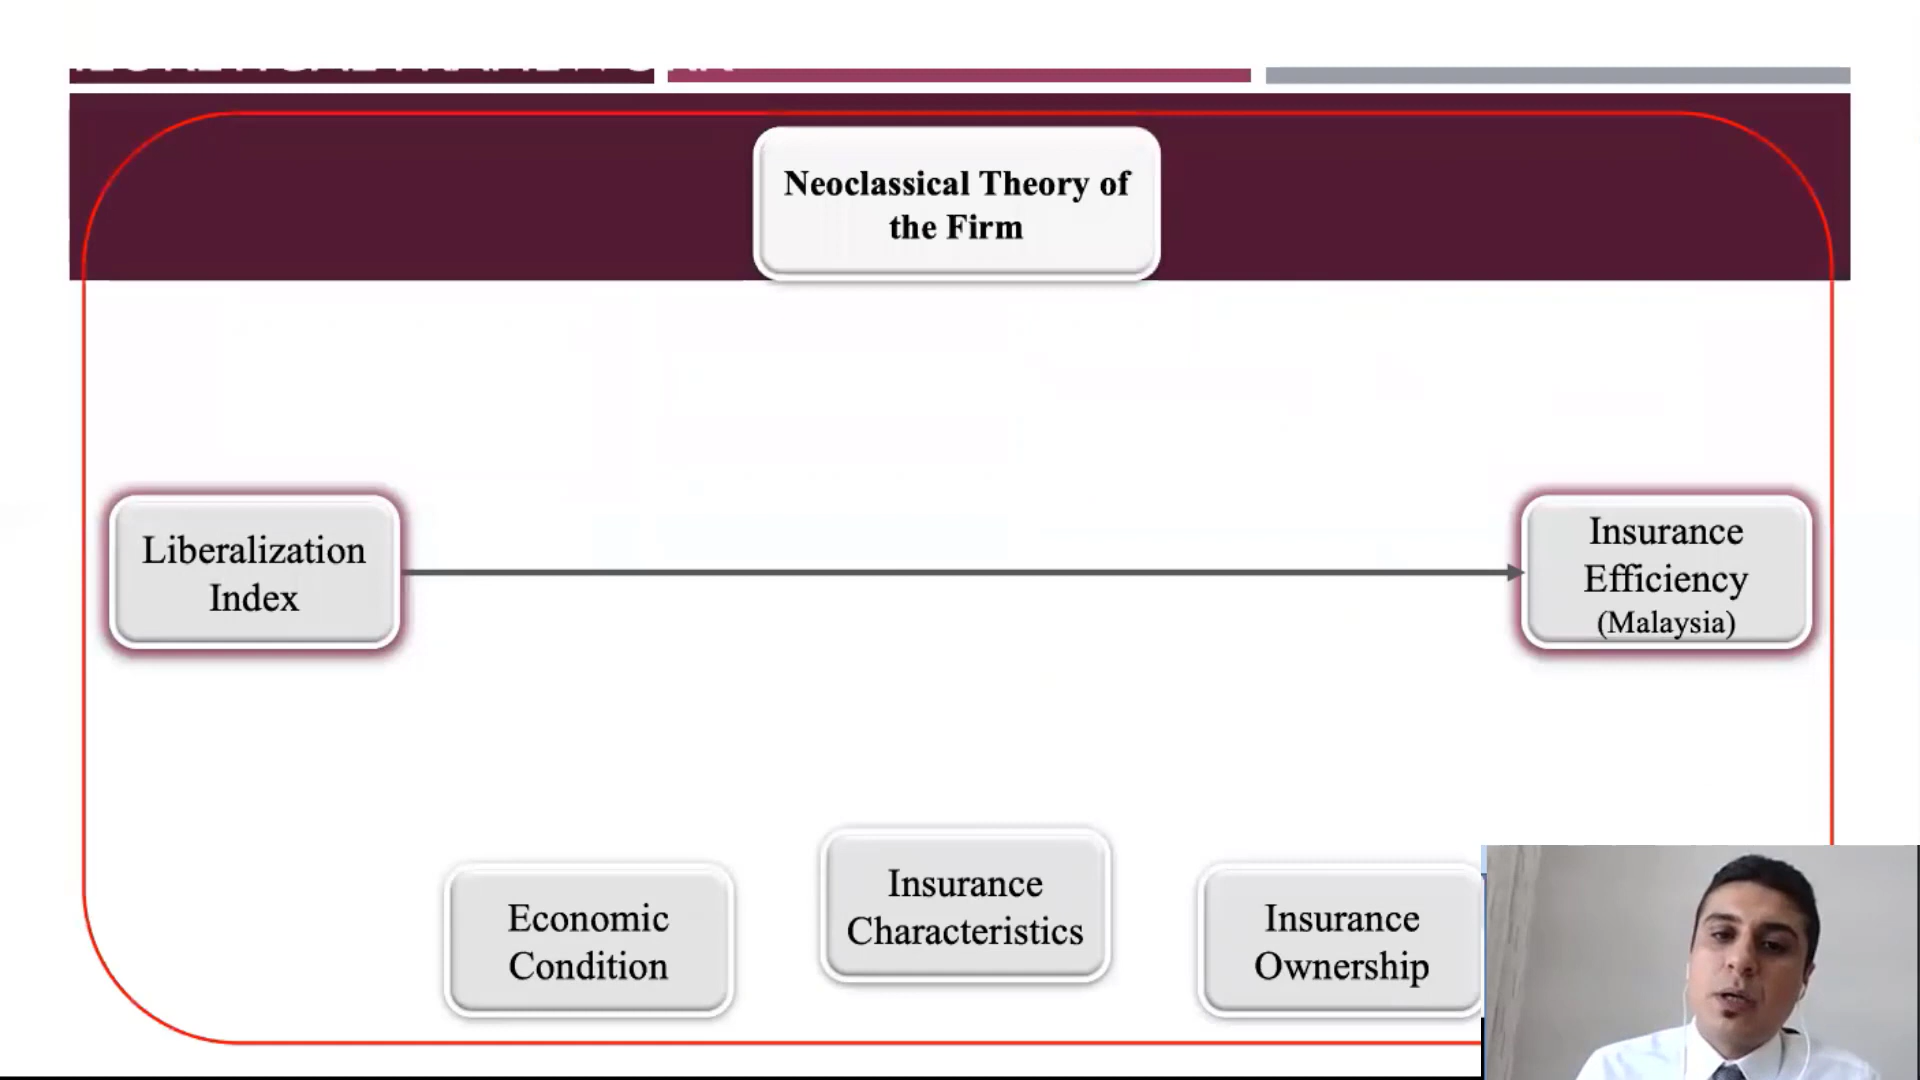 Neoclassical Theory of
the Firm
Liberalization
Index
Insurance
Efficiency
(Malaysia)
Economic
Condition
Insurance
Characteristics
Insurance
Ownership